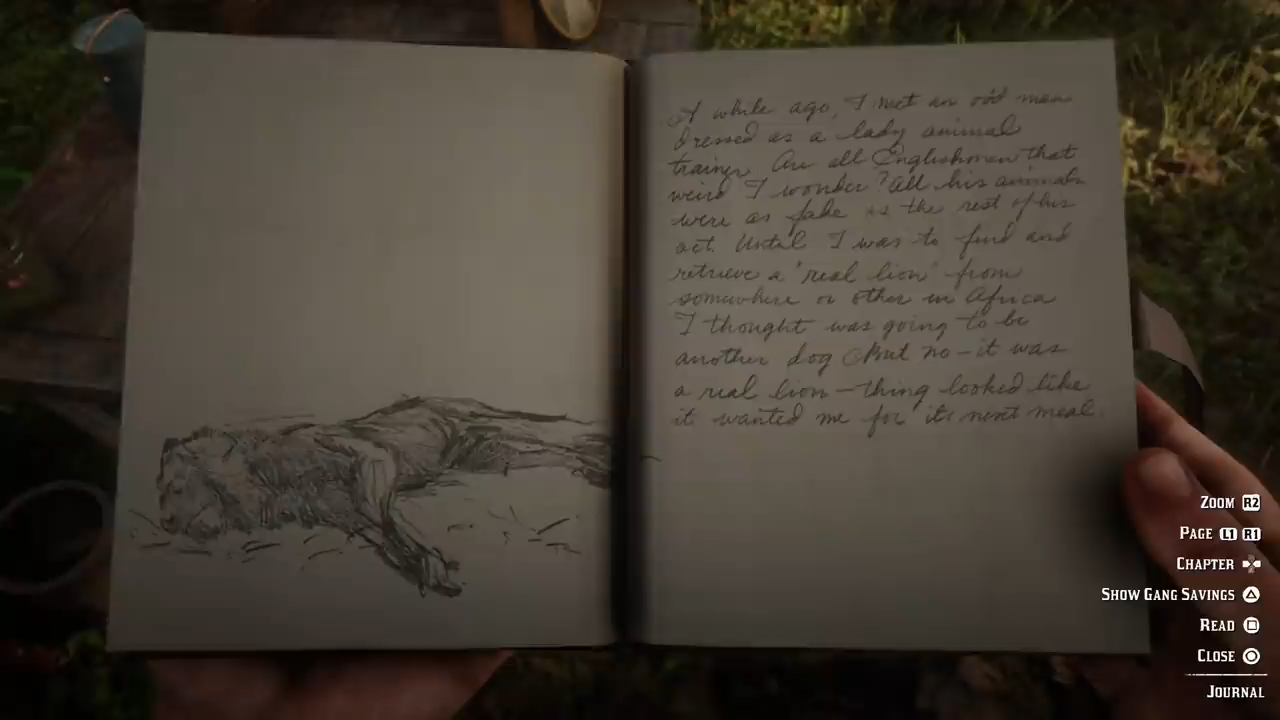 A while ago, I met an odd man
dressed as a lady animal
trainer. Are all Englishmen that
weird I wonder? All his animals
were as fake as the rest of his
act. Until I was to find and
retrieve a 'real lion' from
somewhere or other in Africa
I thought was going to be
another dog But no - it was
a real lion - thing looked like
it wanted me for its next meal.
ZOOM R2
PAGE L1 R1
CHAPTER
SHOW GANG SAVINGS
READ
CLOSE
JOURNAL